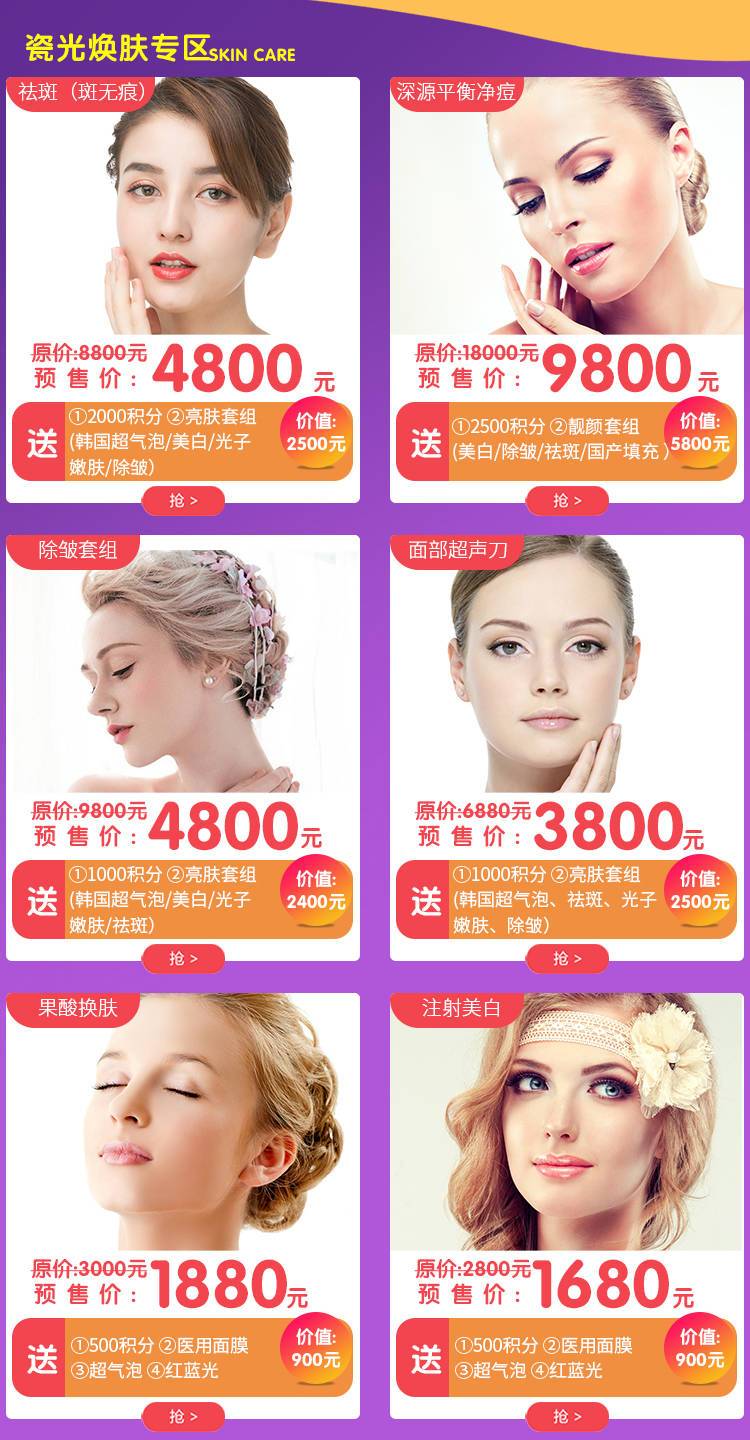 瓷光焕肤专区SKIN CARE
祛斑（斑无痕）
原价:8800元
预售价:4800元
送
①2000积分 ②亮肤套组
(韩国超气泡/美白/光子
嫩肤/除皱)
价值:
2500元
抢 >
深源平衡净痘
原价:18000元
预售价:9800元
送
①2500积分 ②靓颜套组
(美白/除皱/祛斑/国产填充 )
价值:
5800元
抢 >
除皱套组
原价:9800元
预售价:4800元
送
①1000积分 ②亮肤套组
(韩国超气泡/美白/光子
嫩肤/祛斑)
价值:
2400元
抢 >
面部超声刀
原价:6880元
预售价:3800元
送
①1000积分 ②亮肤套组
(韩国超气泡、祛斑、光子
嫩肤、除皱)
价值:
2500元
抢 >
果酸换肤
原价:3000元
预售价:1880元
送
①500积分 ②医用面膜
③超气泡 ④红蓝光
价值:
900元
抢 >
注射美白
原价:2800元
预售价:1680元
送
①500积分 ②医用面膜
③超气泡 ④红蓝光
价值:
900元
抢 >